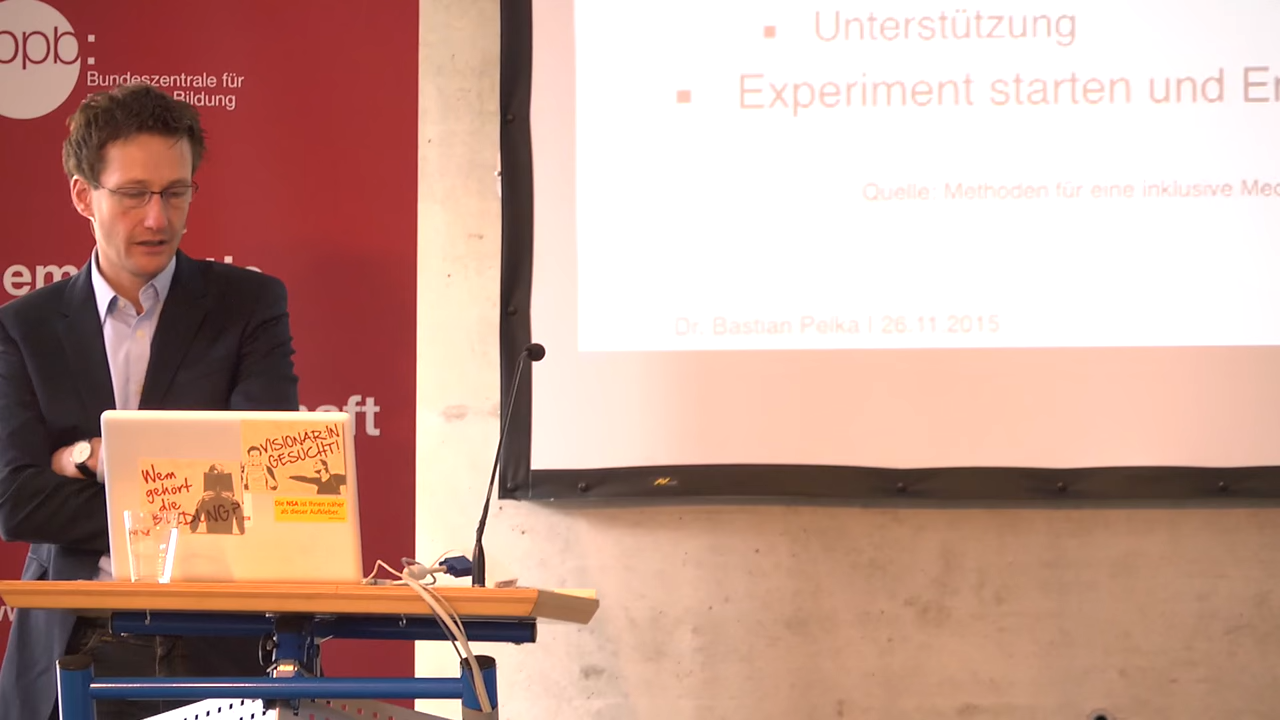 bpb:
Bundeszentrale für
Bildung
Unterstützung
Experiment starten und
Quelle: Methoden für eine inklusive
Dr. Bastian Pelka | 26.11.2015
VISIONÄR:IN
GESUCHT!
Wem
gehört
die
BILDUNG?
Die NSA ist Ihnen näher
als dieser Aufkleber.